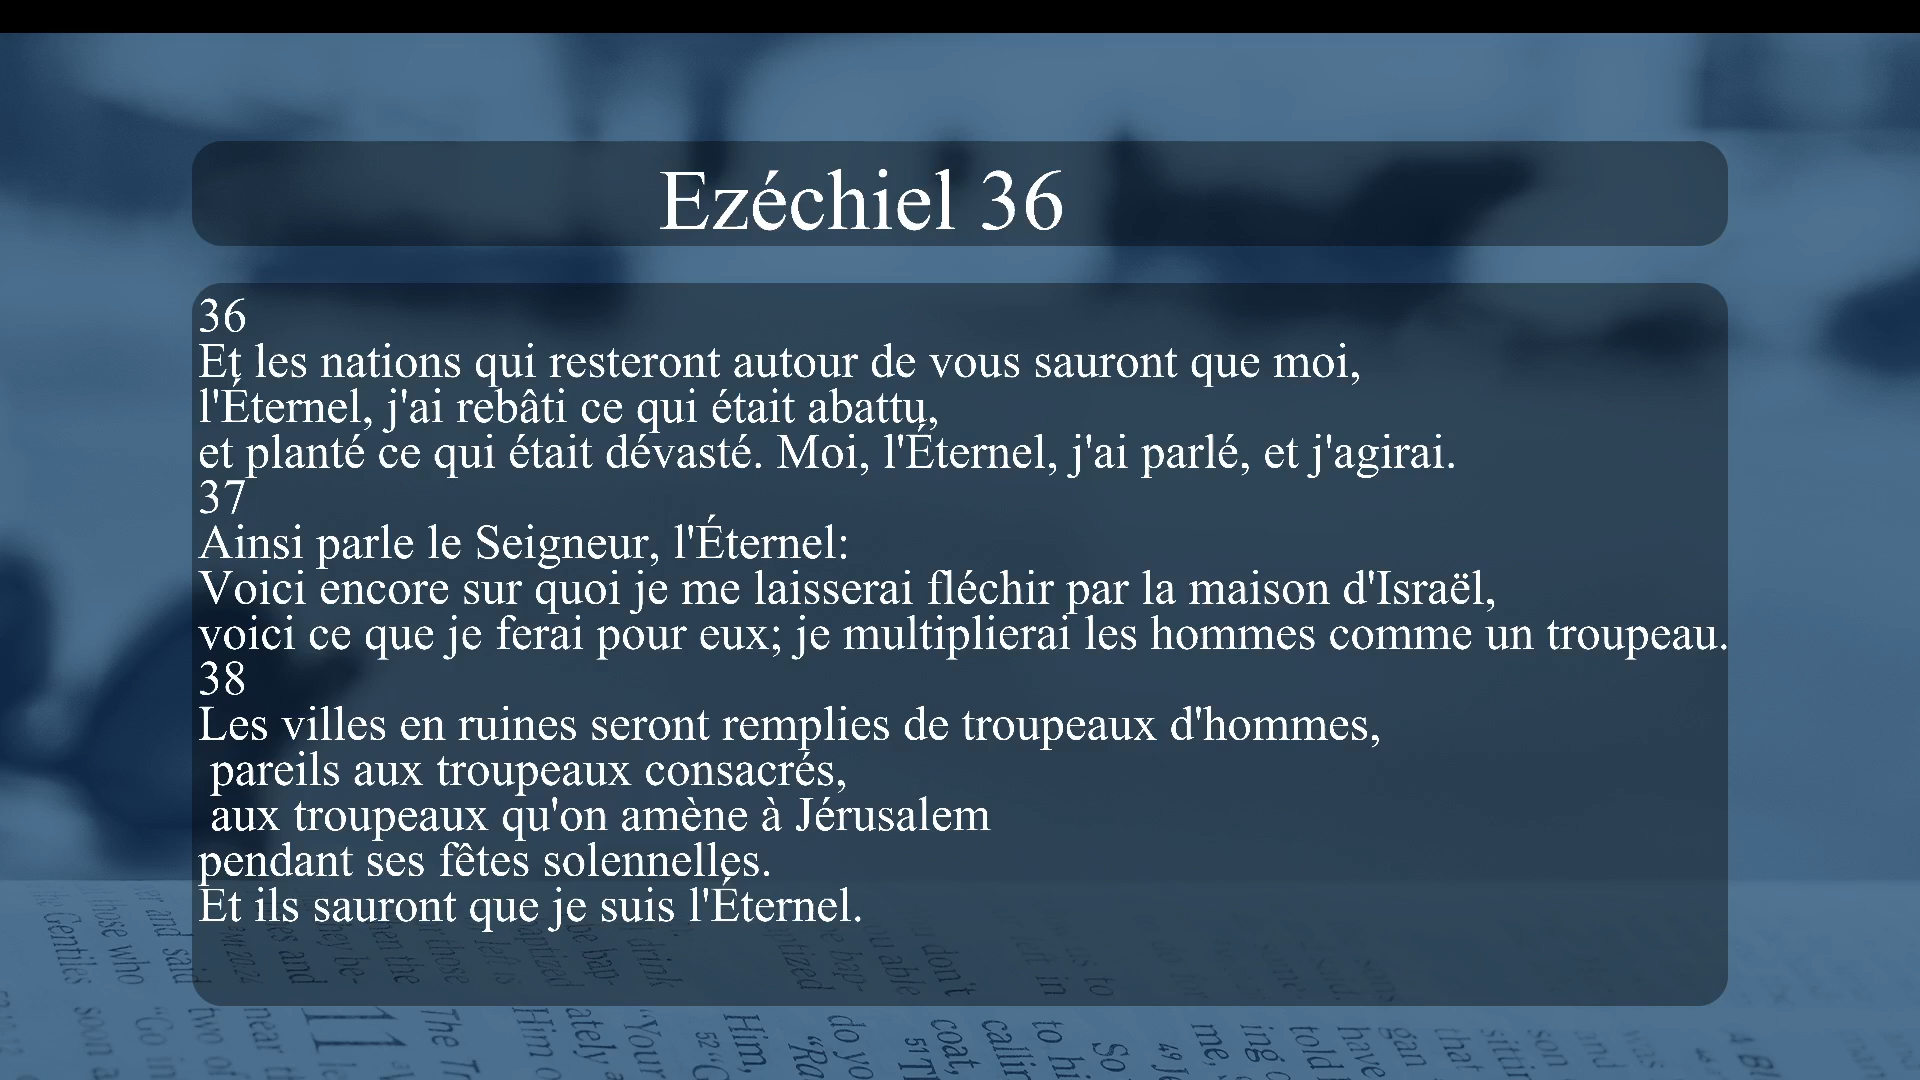 Ezéchiel 36
36
Et les nations qui resteront autour de vous sauront que moi,
l'Éternel, j'ai rebâti ce qui était abattu,
et planté ce qui était dévasté. Moi, l'Éternel, j'ai parlé, et j'agirai.
37
Ainsi parle le Seigneur, l'Éternel:
Voici encore sur quoi je me laisserai fléchir par la maison d'Israël,
voici ce que je ferai pour eux; je multiplierai les hommes comme un troupeau.
38
Les villes en ruines seront remplies de troupeaux d'hommes,
pareils aux troupeaux consacrés,
aux troupeaux qu'on amène à Jérusalem
pendant ses fêtes solennelles.
Et ils sauront que je suis l'Éternel.